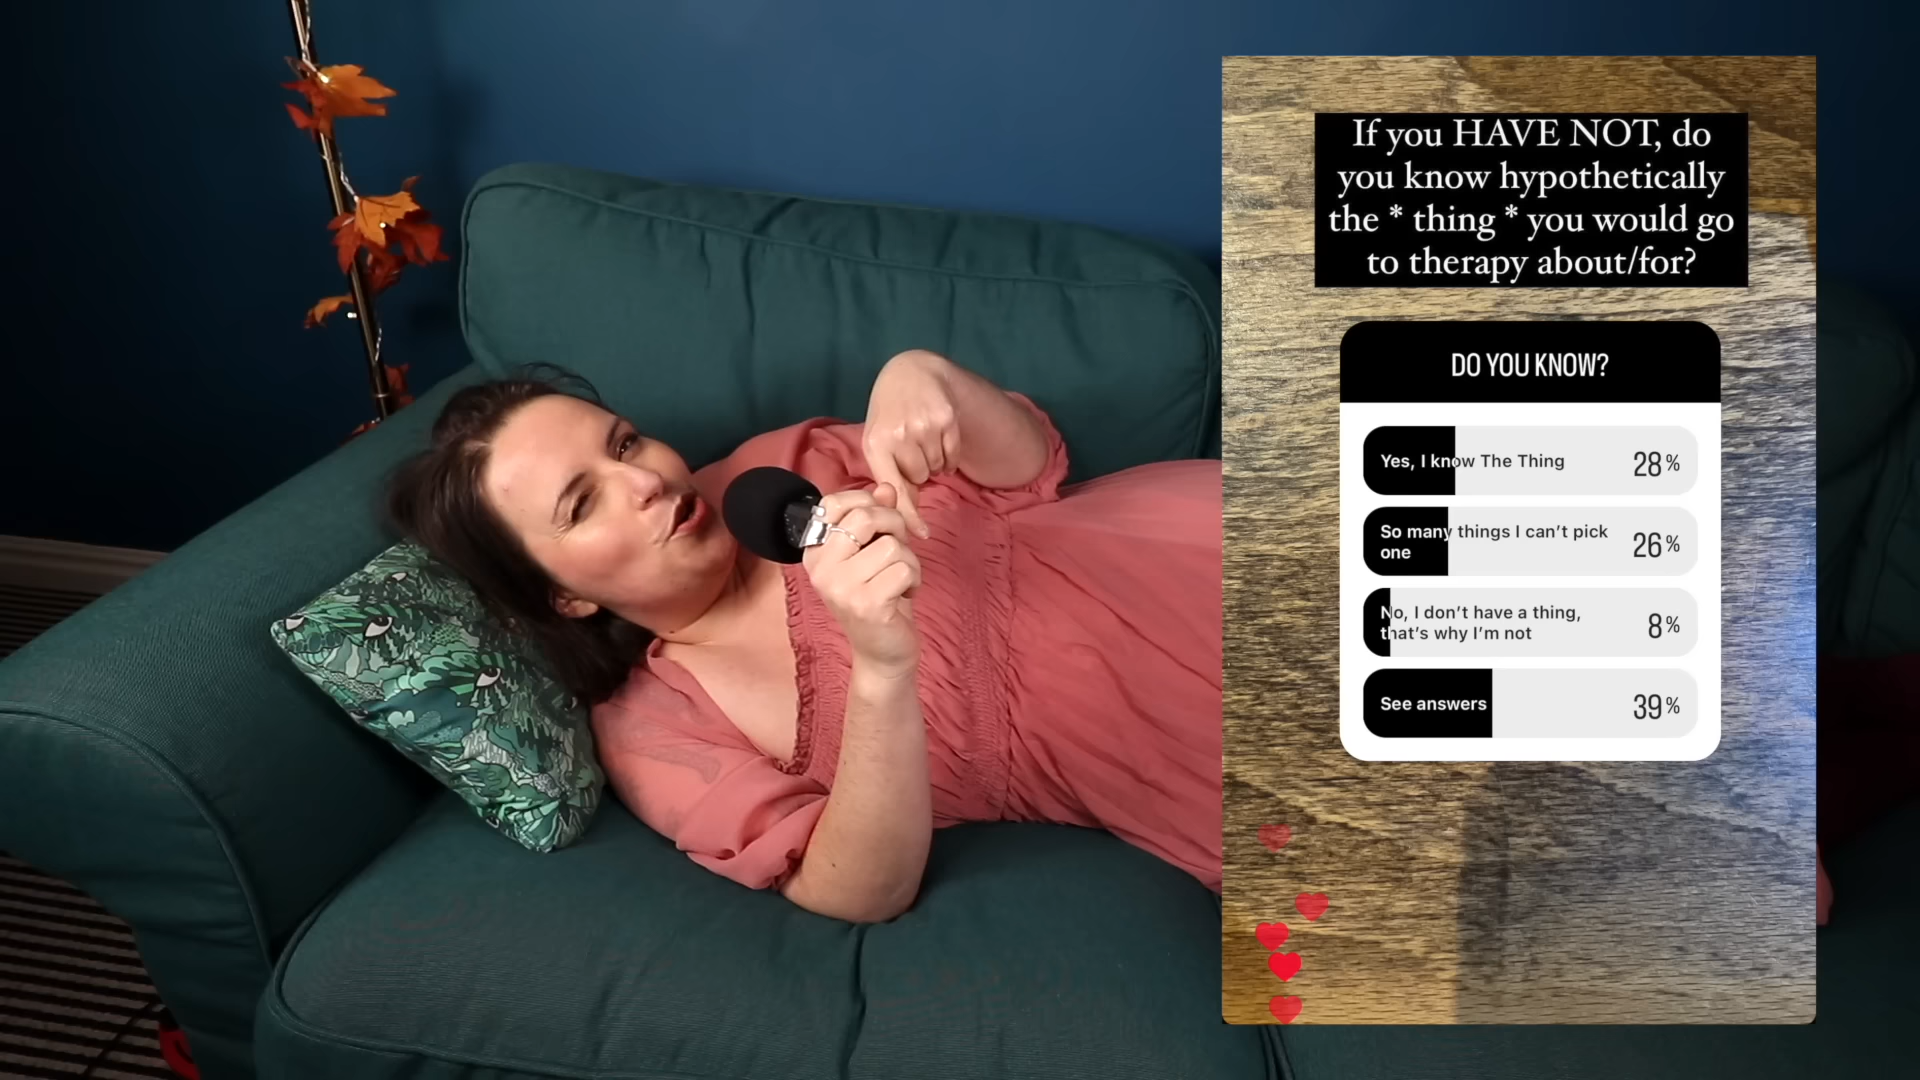 If you HAVE NOT, do
you know hypothetically
the * thing * you would go
to therapy about/for?
DO YOU KNOW?
Yes, I know The Thing
28%
So many things I can't pick
one
26%
No, I don't have a thing,
that's why I'm not
8%
See answers
39%